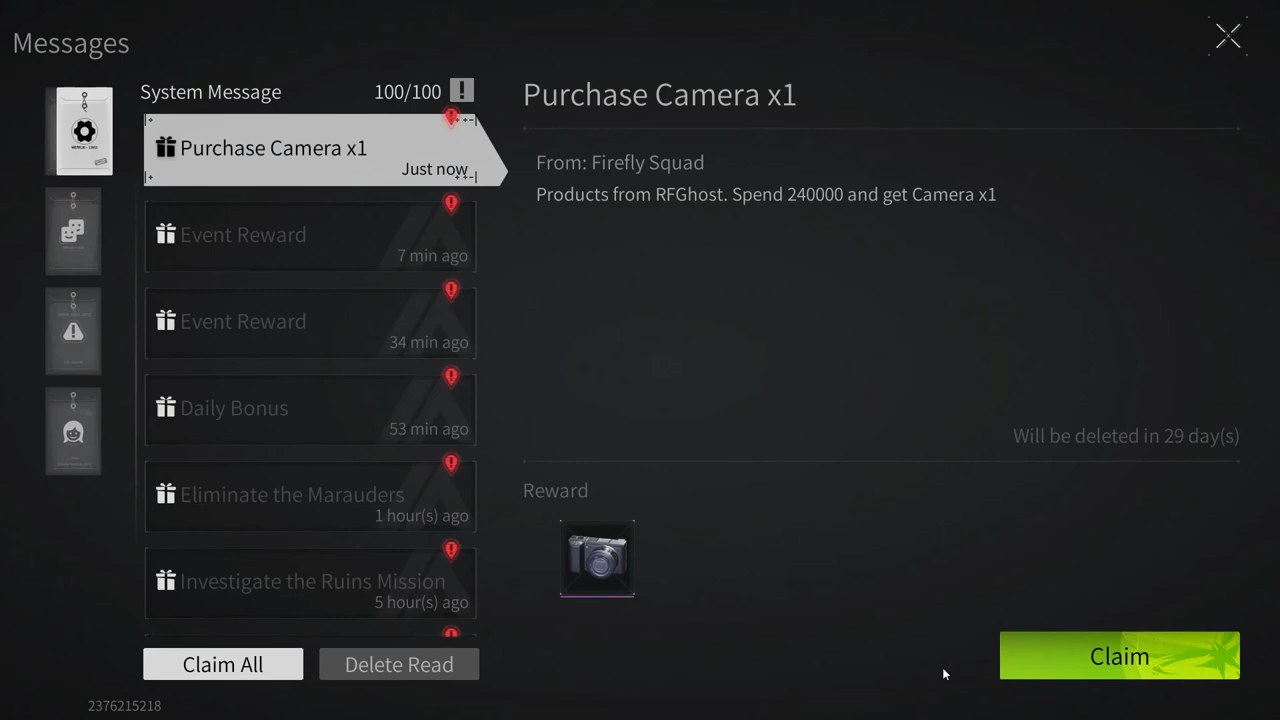 Messages
System Message 100/100
Purchase Camera x1
Just now
Event Reward
7 min ago
Event Reward
34 min ago
Daily Bonus
53 min ago
Eliminate the Marauders
1 hour(s) ago
Investigate the Ruins Mission
5 hour(s) ago
Claim All
Delete Read
2376215218
Purchase Camera x1
From: Firefly Squad
Products from RFGhost. Spend 240000 and get Camera x1
Will be deleted in 29 day(s)
Reward
Claim